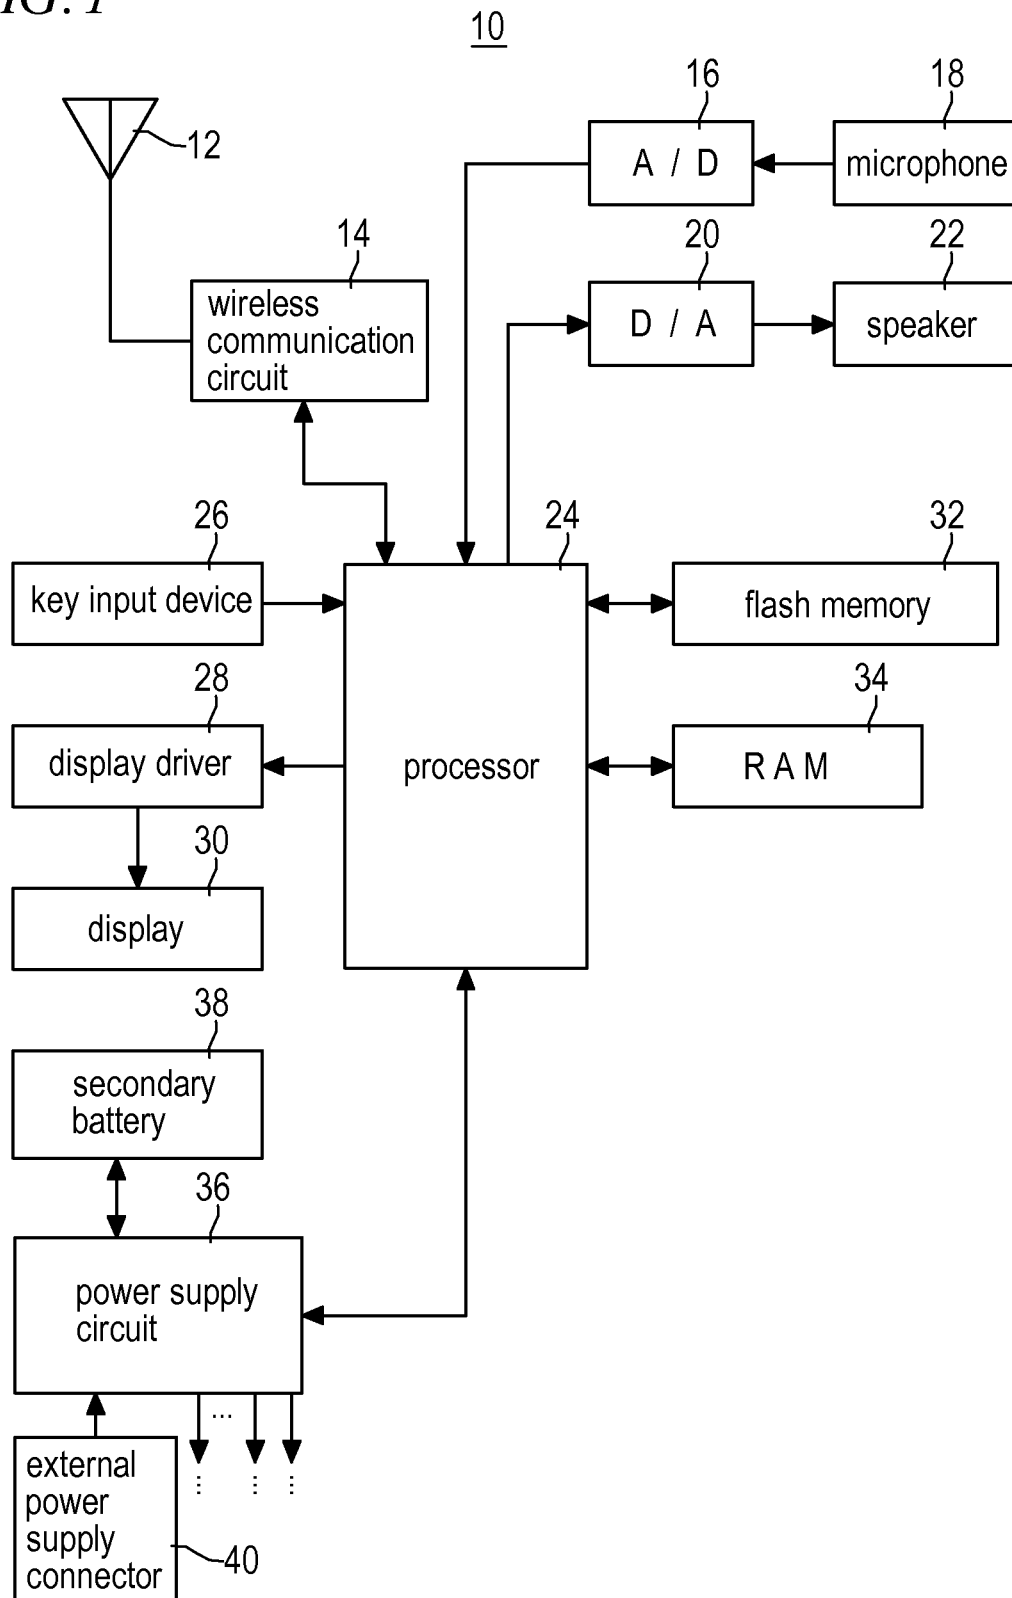 IG. 1
10
16
18
12
A / D
microphone
14
20
22
wireless
communication
circuit
D / A
speaker
26
24
32
key input device
flash memory
28
34
display driver
processor
R A M
30
display
38
secondary
battery
36
power supply
circuit
...
external
power
supply
connector
40